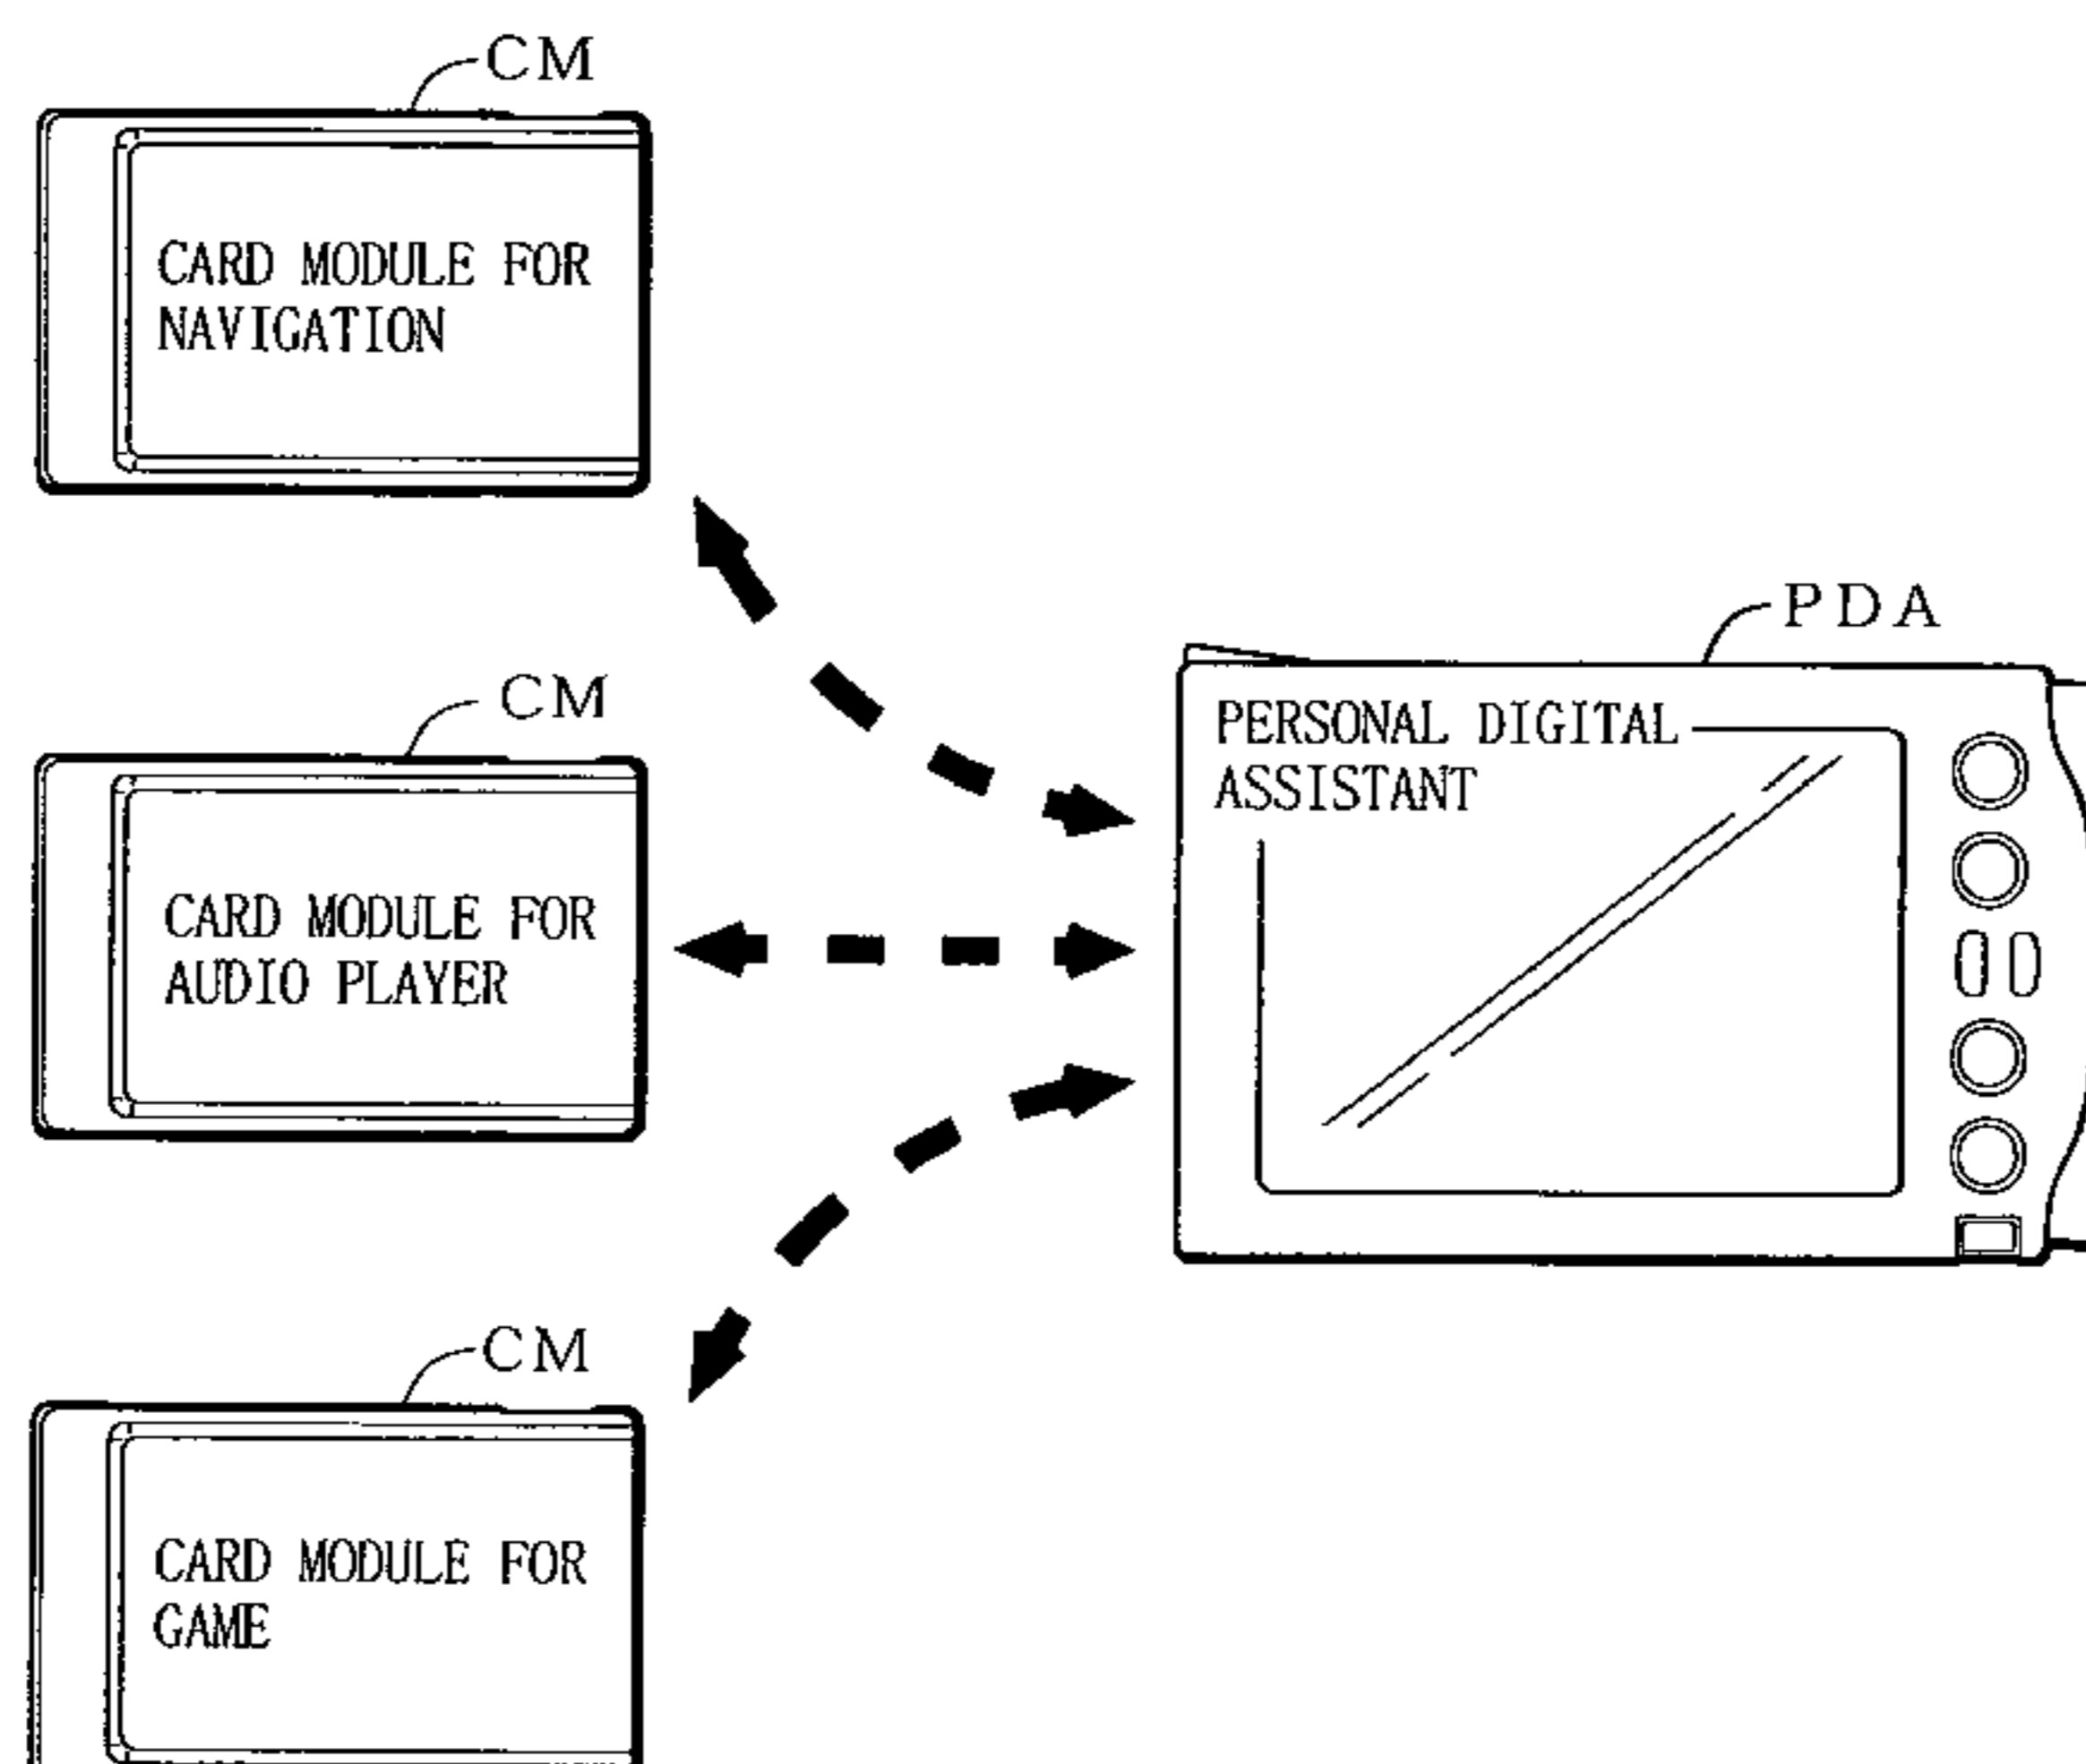 CM
CARD MODULE FOR
NAVIGATION
PDA
PERSONAL DIGITAL
ASSISTANT
CM
CARD MODULE FOR
AUDIO PLAYER
CM
CARD MODULE FOR
GAME